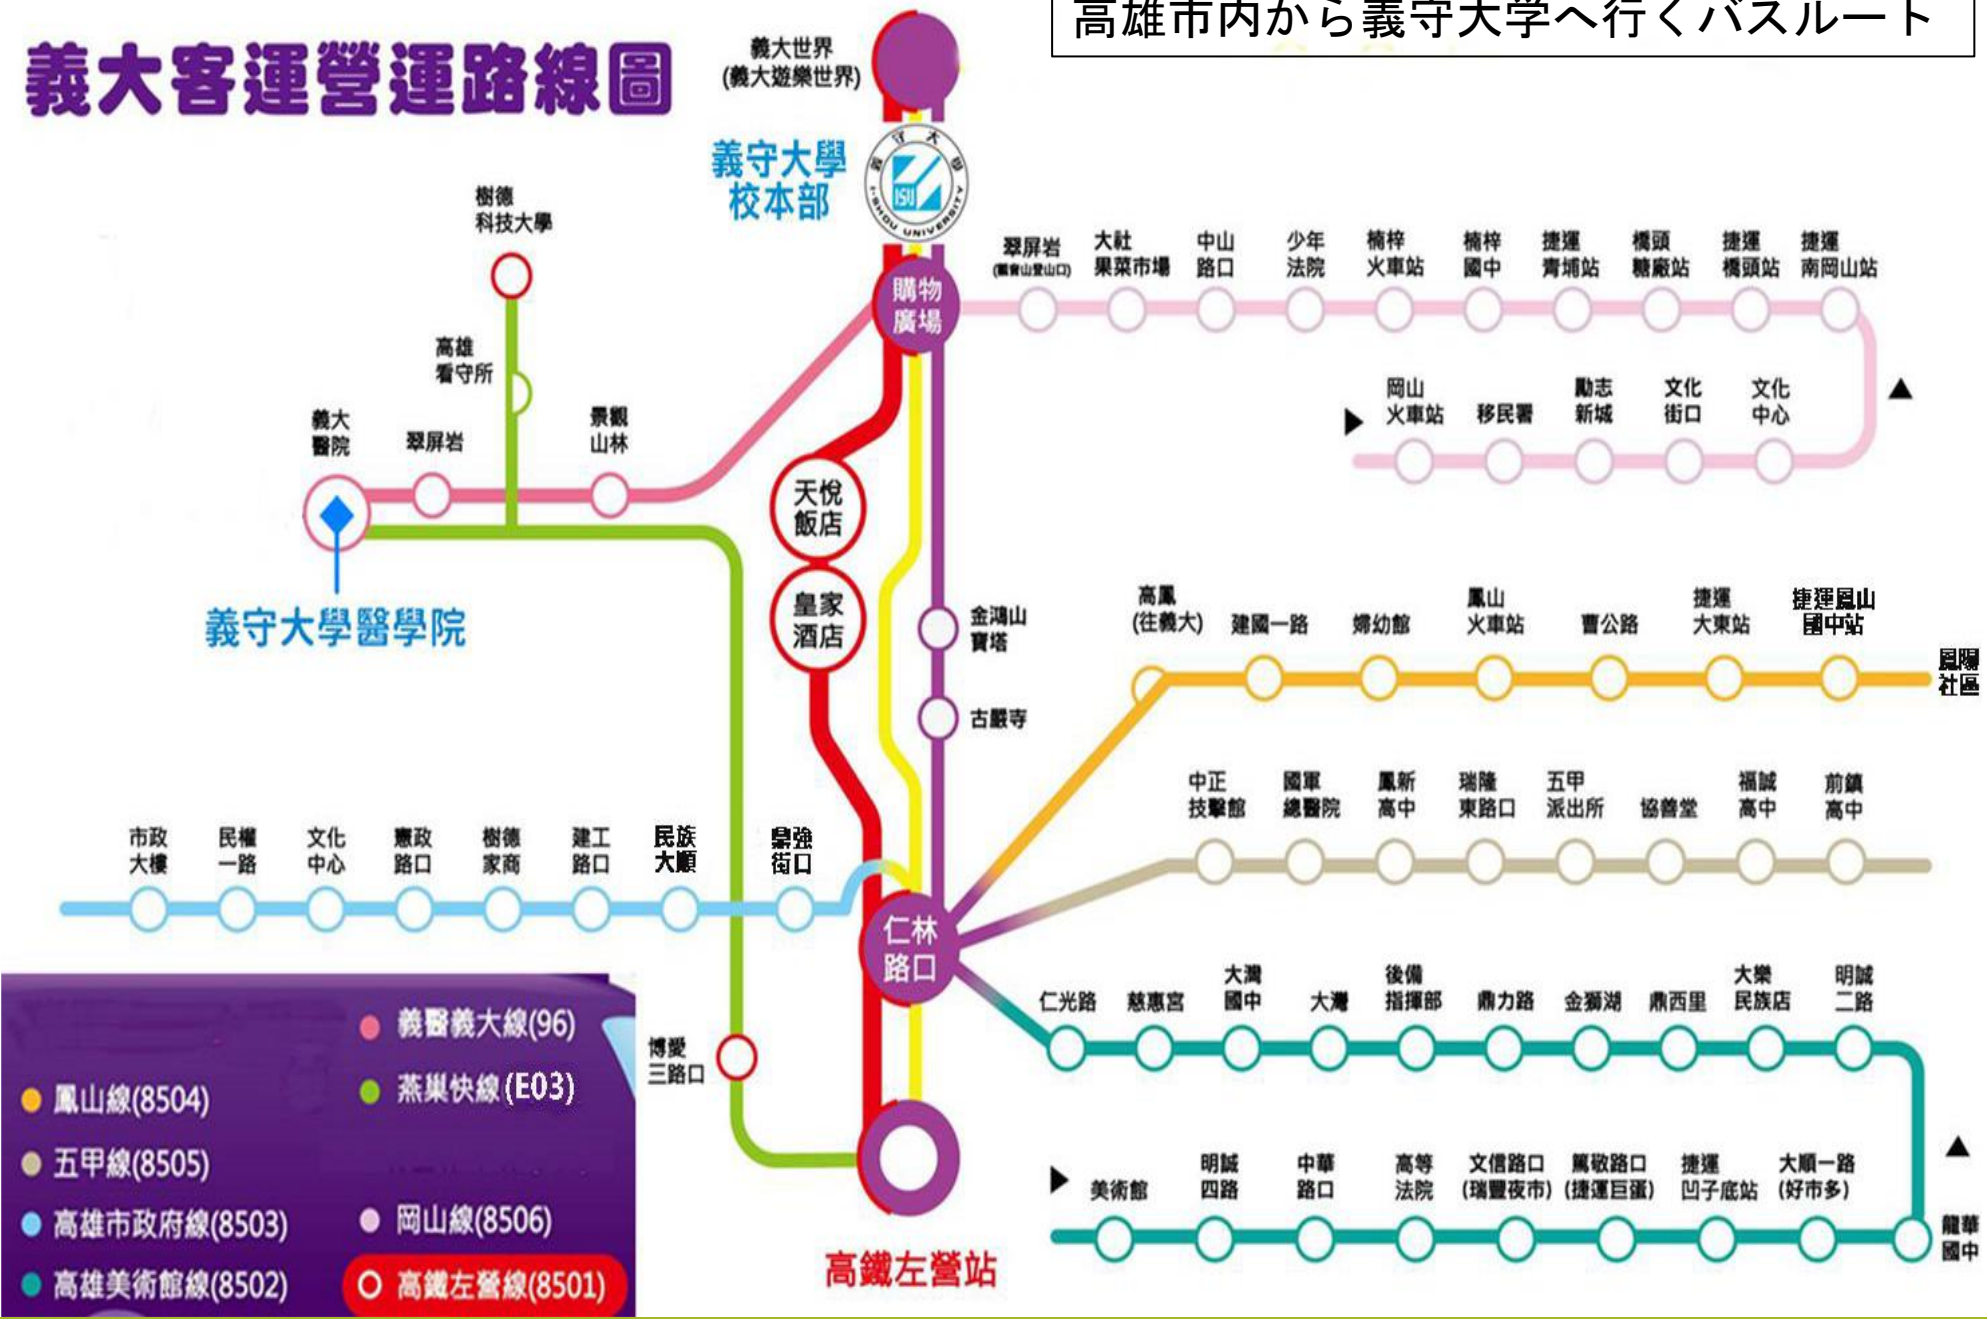 高雄市内から義守大学へ行くバスルート
義大客運營運路線圖
義大世界
(義大遊樂世界)
義守大學
校本部
義守大學
I-SHOU UNIVERSITY
ISU
購物
廣場
樹德
科技大學
高雄
看守所
義大
醫院
翠屏岩
景觀
山林
義守大學醫學院
天悅
飯店
皇家
酒店
金鴻山
寶塔
古嚴寺
翠屏岩
(觀音山登山口)
大社
果菜市場
中山
路口
少年
法院
楠梓
火車站
楠梓
國中
捷運
青埔站
橋頭
糖廠站
捷運
橋頭站
捷運
南岡山站
岡山
火車站
移民署
勵志
新城
文化
街口
文化
中心
高鳳
(往義大)
建國一路
婦幼館
鳳山
火車站
曹公路
捷運
大東站
捷運鳳山
國中站
鳳陽
社區
中正
技擊館
國軍
總醫院
鳳新
高中
瑞隆
東路口
五甲
派出所
協善堂
福誠
高中
前鎮
高中
市政
大樓
民權
一路
文化
中心
憲政
路口
樹德
家商
建工
路口
民族
大順
鼎強
街口
仁林
路口
仁光路
慈惠宮
大灣
國中
大灣
後備
指揮部
鼎力路
金獅湖
鼎西里
大樂
民族店
明誠
二路
美術館
明誠
四路
中華
路口
高等
法院
文信路口
(瑞豐夜市)
篤敬路口
(捷運巨蛋)
捷運
凹子底站
大順一路
(好市多)
龍華
國中
博愛
三路口
高鐵左營站
義醫義大線(96)
燕巢快線(E03)
鳳山線(8504)
五甲線(8505)
高雄市政府線(8503)
岡山線(8506)
高雄美術館線(8502)
高鐵左營線(8501)